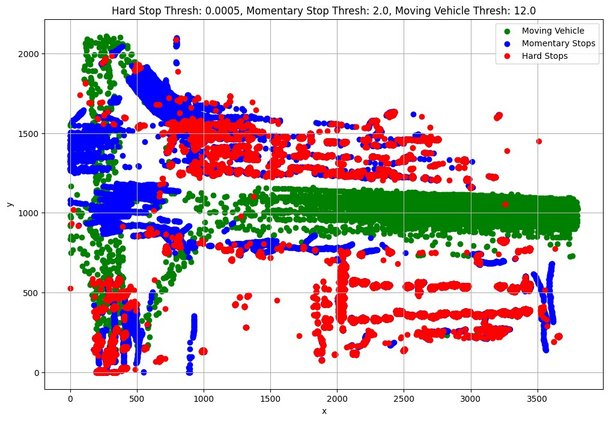 Hard Stop Thresh: 0.0005, Momentary Stop Thresh: 2.0, Moving Vehicle Thresh: 12.0
Moving Vehicle
Momentary Stops
Hard Stops
y
2000
1500
1000
500
0
0 500 1000 1500 2000 2500 3000 3500
x